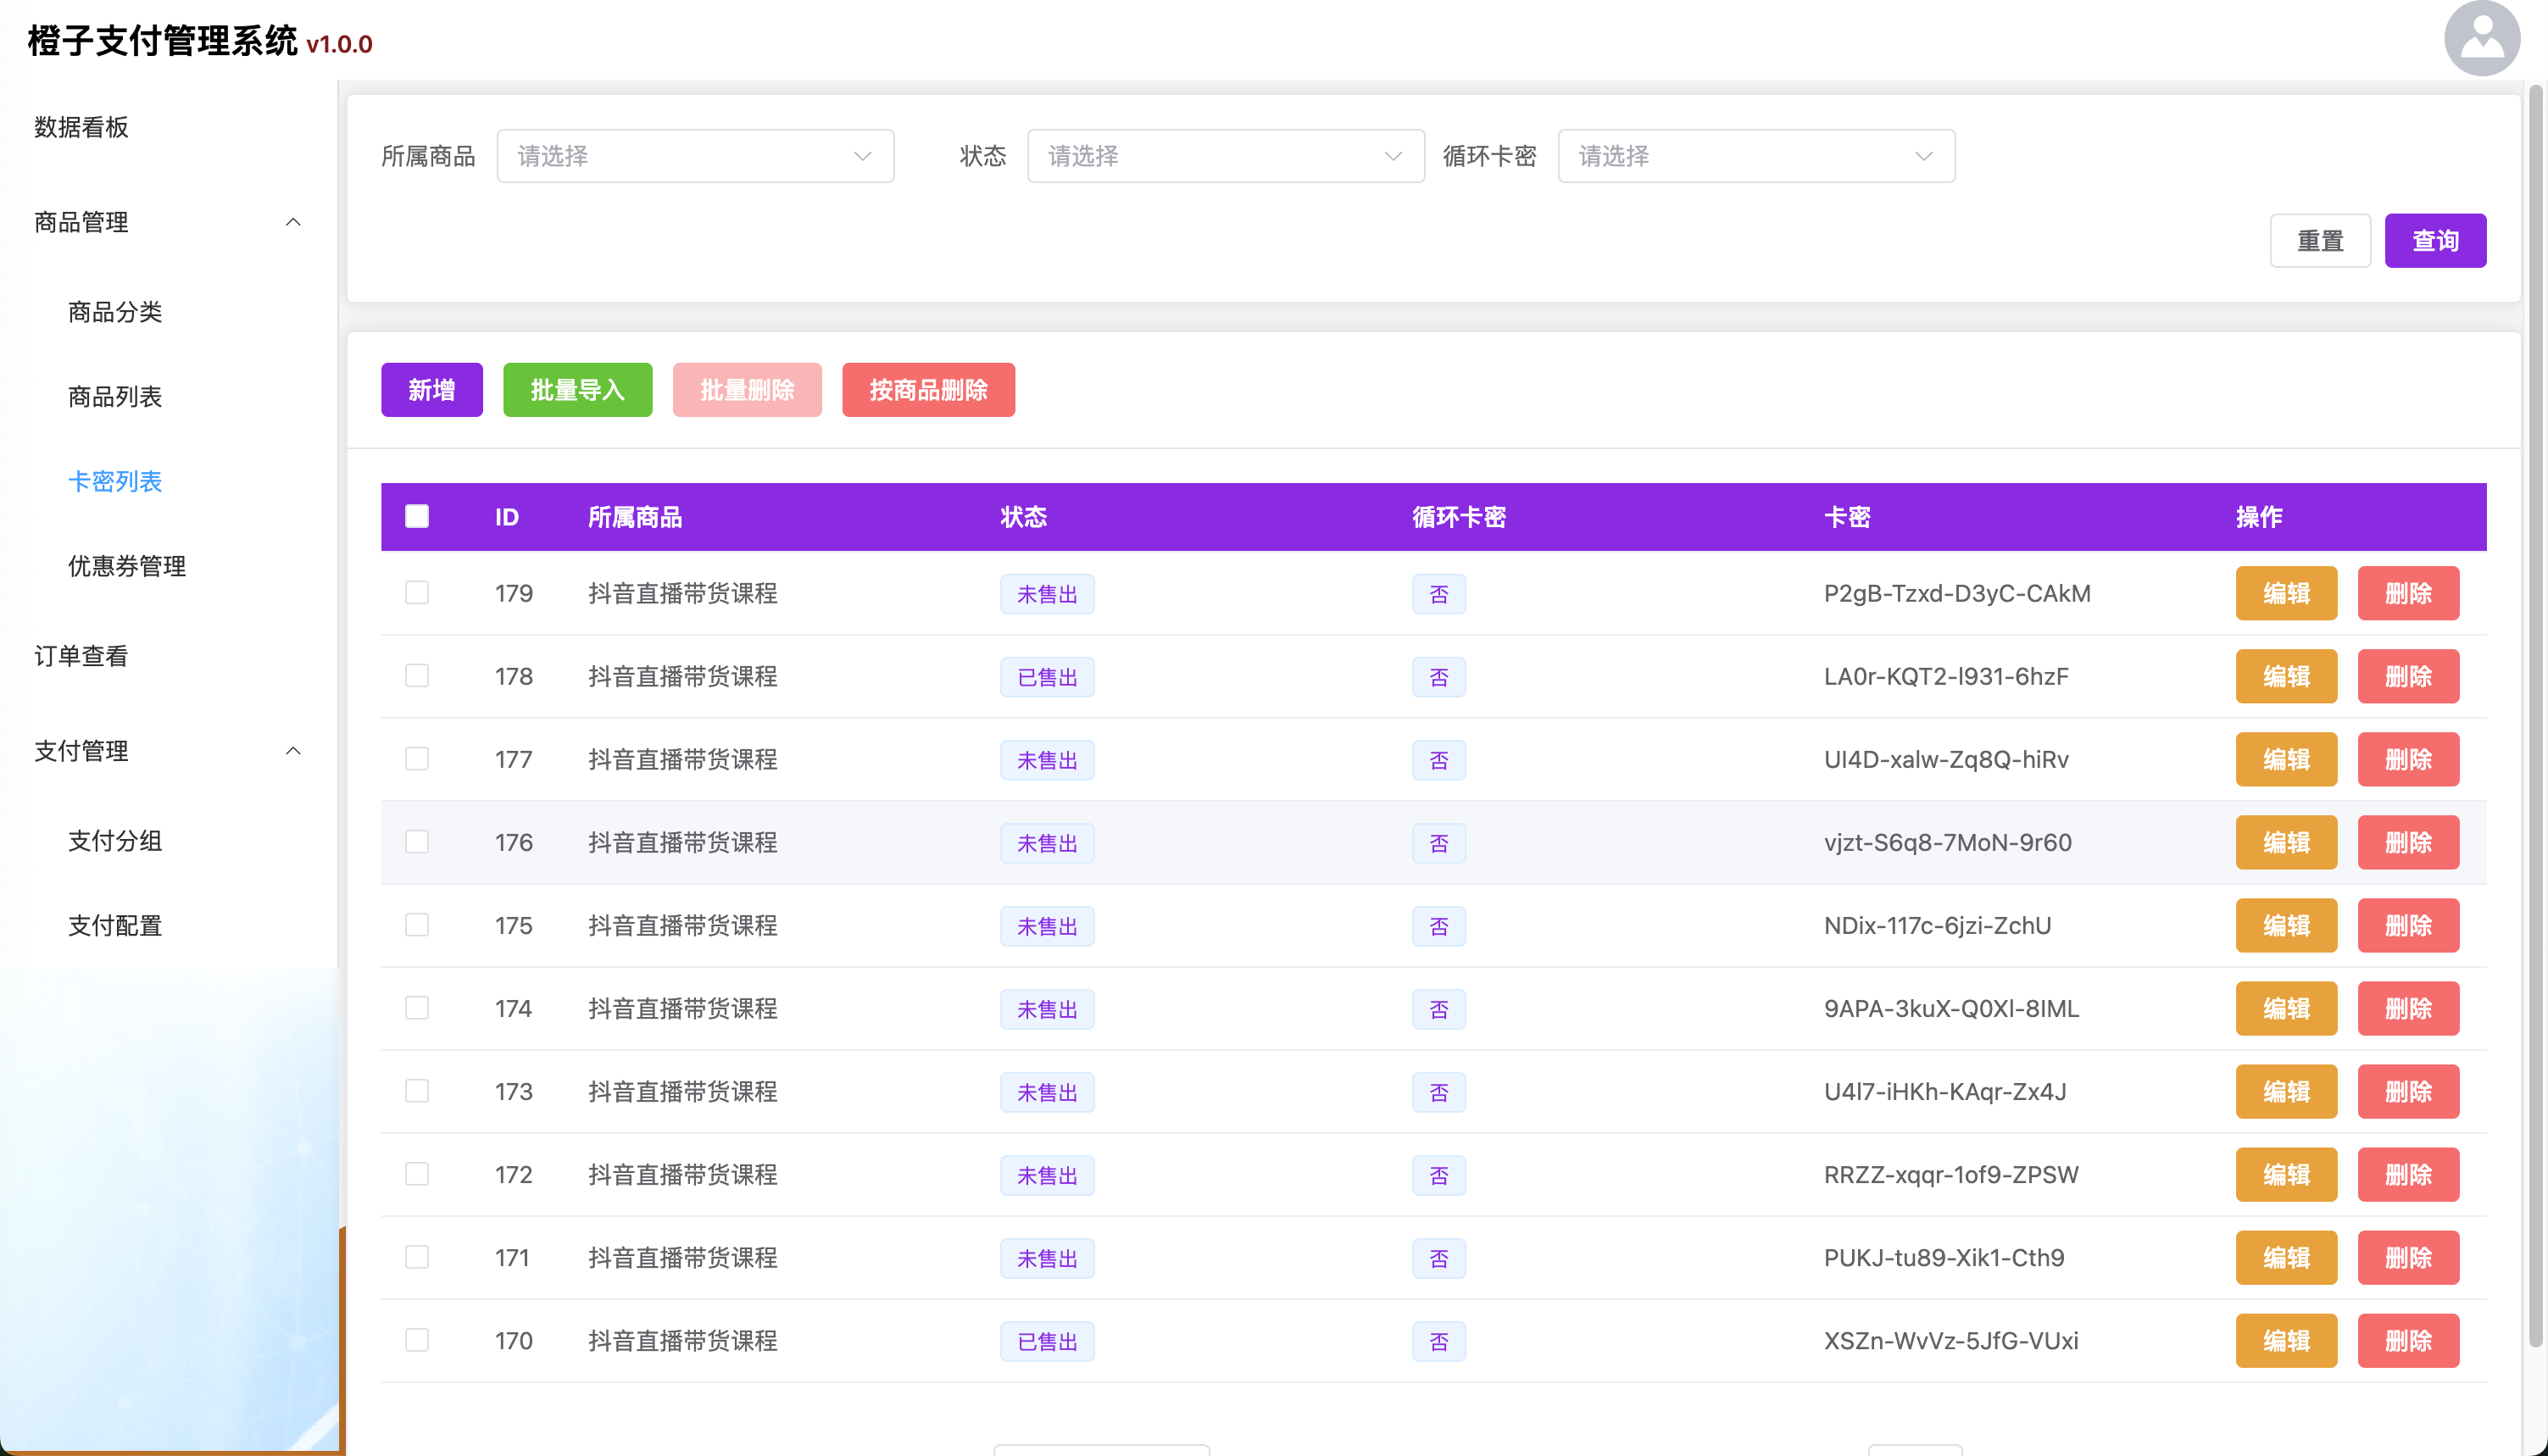 橙子支付管理系统 v1.0.0
数据看板
商品管理
商品分类
商品列表
卡密列表
优惠券管理
订单查看
支付管理
支付分组
支付配置
所属商品 请选择 状态 请选择 循环卡密 请选择
重置 查询
新增 批量导入 批量删除 按商品删除
ID 所属商品 状态 循环卡密 卡密 操作
179 抖音直播带货课程 未售出 否 P2gB-Tzxd-D3yC-CAkM 编辑 删除
178 抖音直播带货课程 已售出 否 LA0r-KQT2-l931-6hzF 编辑 删除
177 抖音直播带货课程 未售出 否 UI4D-xalw-Zq8Q-hiRv 编辑 删除
176 抖音直播带货课程 未售出 否 vjzt-S6q8-7MoN-9r60 编辑 删除
175 抖音直播带货课程 未售出 否 NDix-117c-6jzi-ZchU 编辑 删除
174 抖音直播带货课程 未售出 否 9APA-3kuX-Q0Xl-8IML 编辑 删除
173 抖音直播带货课程 未售出 否 U4l7-iHKh-KAqr-Zx4J 编辑 删除
172 抖音直播带货课程 未售出 否 RRZZ-xqqr-1of9-ZPSW 编辑 删除
171 抖音直播带货课程 未售出 否 PUKJ-tu89-Xik1-Cth9 编辑 删除
170 抖音直播带货课程 已售出 否 XSZn-WvVz-5JfG-VUxi 编辑 删除